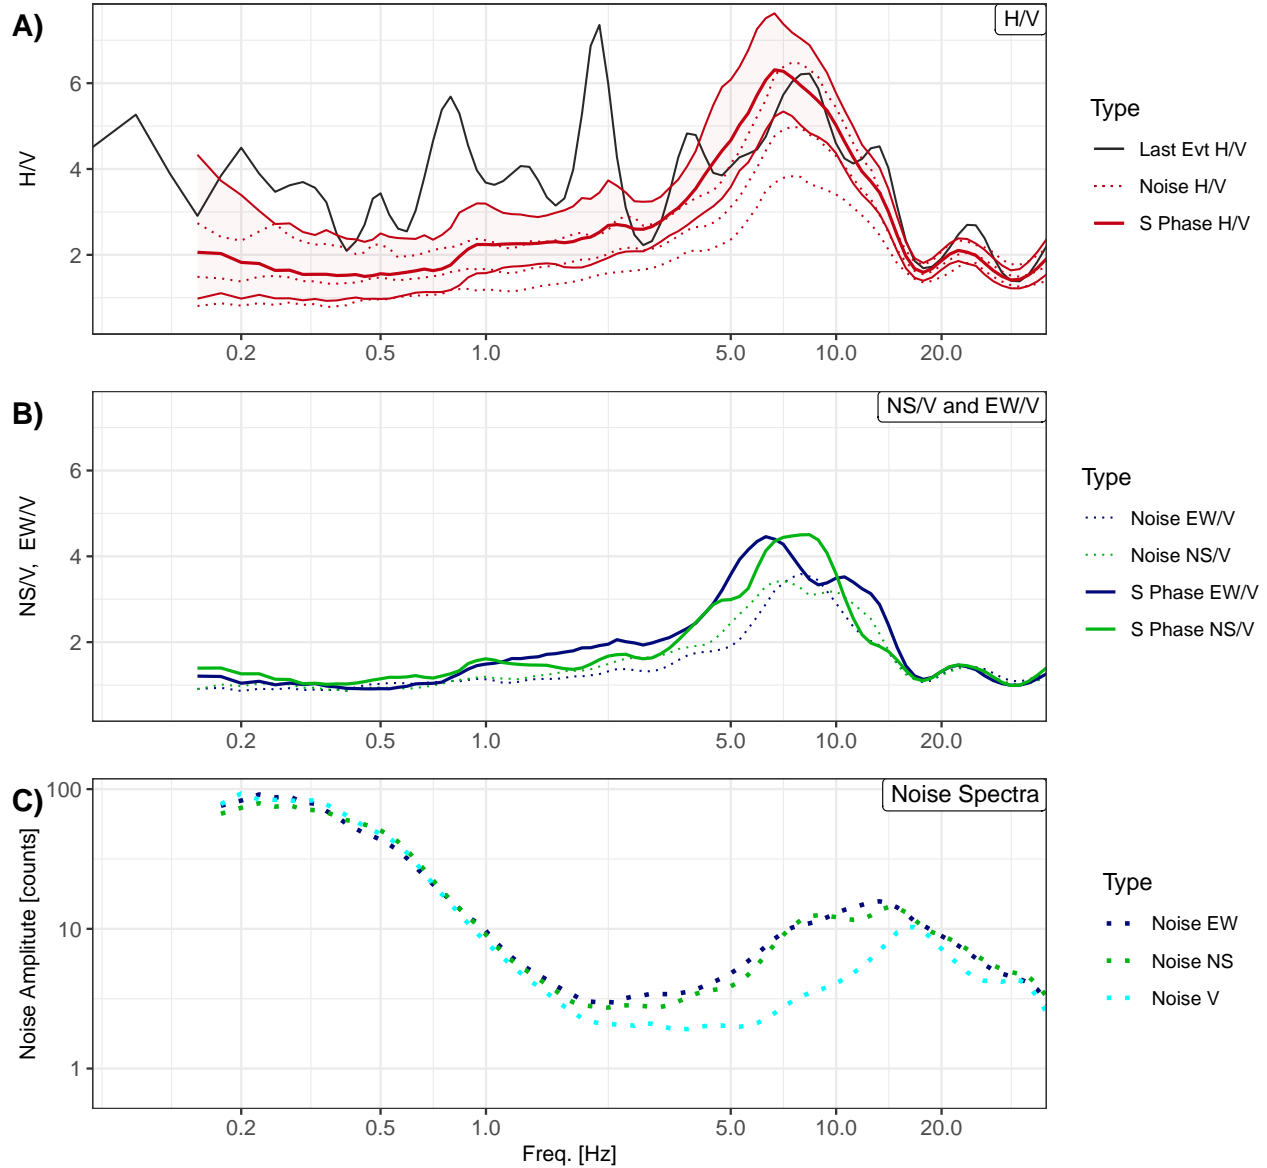 A)
H/V
6
4
2
H/V
0.2 0.5 1.0 5.0 10.0 20.0
Type
Last Evt H/V
Noise H/V
S Phase H/V
B)
NS/V and EW/V
6
4
2
NS/V, EW/V
0.2 0.5 1.0 5.0 10.0 20.0
Type
Noise EW/V
Noise NS/V
S Phase EW/V
S Phase NS/V
C)
Noise Spectra
100
10
1
Noise Amplitute [counts]
0.2 0.5 1.0 5.0 10.0 20.0
Freq. [Hz]
Type
Noise EW
Noise NS
Noise V